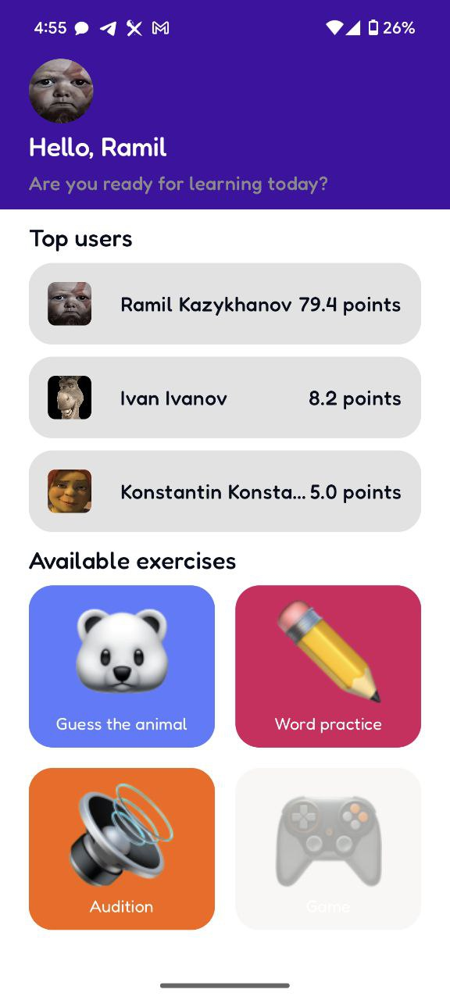 4:55 26%
Hello, Ramil
Are you ready for learning today?
Top users
Ramil Kazykhanov 79.4 points
Ivan Ivanov 8.2 points
Konstantin Konsta... 5.0 points
Available exercises
Guess the animal Word practice
Audition Game